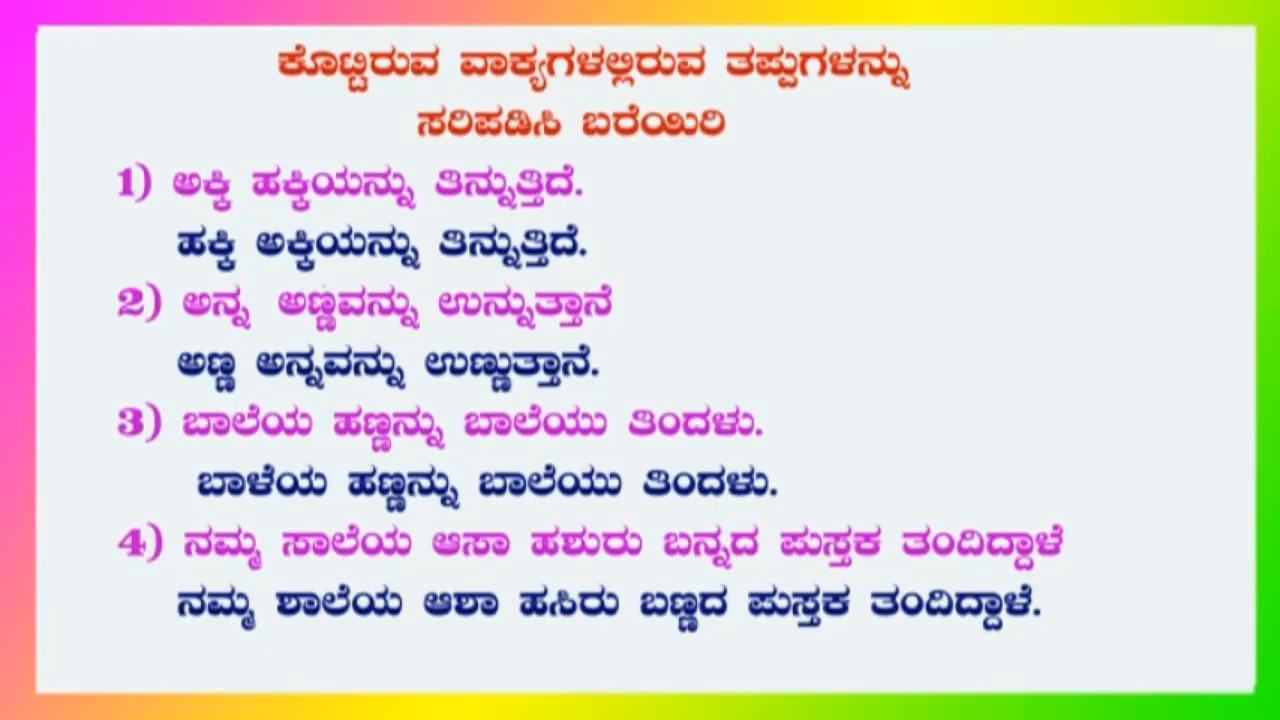 ಕೊಟ್ಟಿರುವ ವಾಕ್ಯಗಳಲ್ಲಿರುವ ತಪ್ಪುಗಳನ್ನು
ಸರಿಪಡಿಸಿ ಬರೆಯಿರಿ
1) ಅಕ್ಕಿ ಹಕ್ಕಿಯನ್ನು ತಿನ್ನುತ್ತಿದೆ.
ಹಕ್ಕಿ ಅಕ್ಕಿಯನ್ನು ತಿನ್ನುತ್ತಿದೆ.
2) ಅನ್ನ ಅಣ್ಣವನ್ನು ಉನ್ನುತ್ತಾನೆ
ಅಣ್ಣ ಅನ್ನವನ್ನು ಉಣ್ಣುತ್ತಾನೆ.
3) ಬಾಲೆಯ ಹಣ್ಣನ್ನು ಬಾಲೆಯು ತಿಂದಳು.
ಬಾಳೆಯ ಹಣ್ಣನ್ನು ಬಾಲೆಯು ತಿಂದಳು.
4) ನಮ್ಮ ಸಾಲೆಯ ಆಸಾ ಹಶುರು ಬನ್ನದ ಪುಸ್ತಕ ತಂದಿದ್ದಾಳೆ
ನಮ್ಮ ಶಾಲೆಯ ಆಶಾ ಹಸಿರು ಬಣ್ಣದ ಪುಸ್ತಕ ತಂದಿದ್ದಾಳೆ.